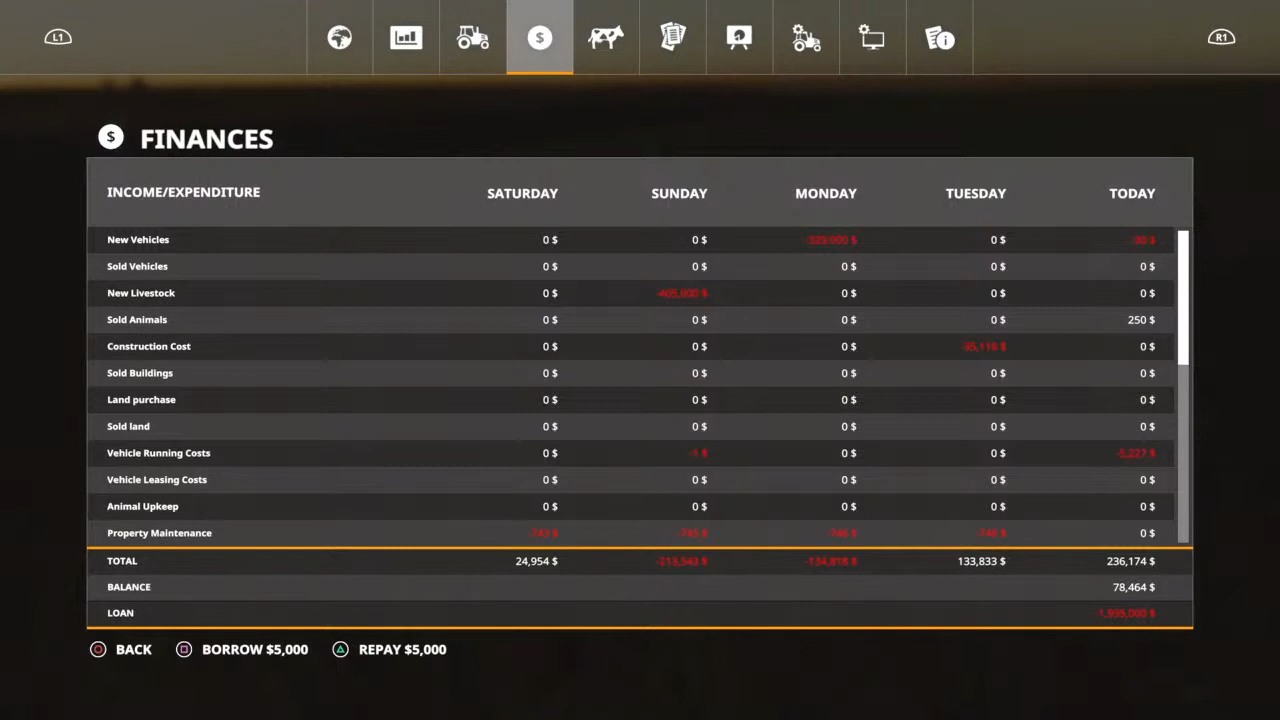 L1 $ R1
$ FINANCES
INCOME/EXPENDITURE SATURDAY SUNDAY MONDAY TUESDAY TODAY
New Vehicles 0 $ 0 $ 0 $
Sold Vehicles 0 $ 0 $ 0 $ 0 $ 0 $
New Livestock 0 $ -405,000 $ 0 $ 0 $ 0 $
Sold Animals 0 $ 0 $ 0 $ 0 $ 250 $
Construction Cost 0 $ 0 $ 0 $ 0 $
Sold Buildings 0 $ 0 $ 0 $ 0 $ 0 $
Land purchase 0 $ 0 $ 0 $ 0 $ 0 $
Sold land 0 $ 0 $ 0 $ 0 $ 0 $
Vehicle Running Costs 0 $ -1 $ 0 $ 0 $ -5,227 $
Vehicle Leasing Costs 0 $ 0 $ 0 $ 0 $ 0 $
Animal Upkeep 0 $ 0 $ 0 $ 0 $ 0 $
Property Maintenance 0 $
TOTAL 24,954 $ 133,833 $ 236,174 $
BALANCE 78,464 $
LOAN
BACK BORROW $5,000 REPAY $5,000